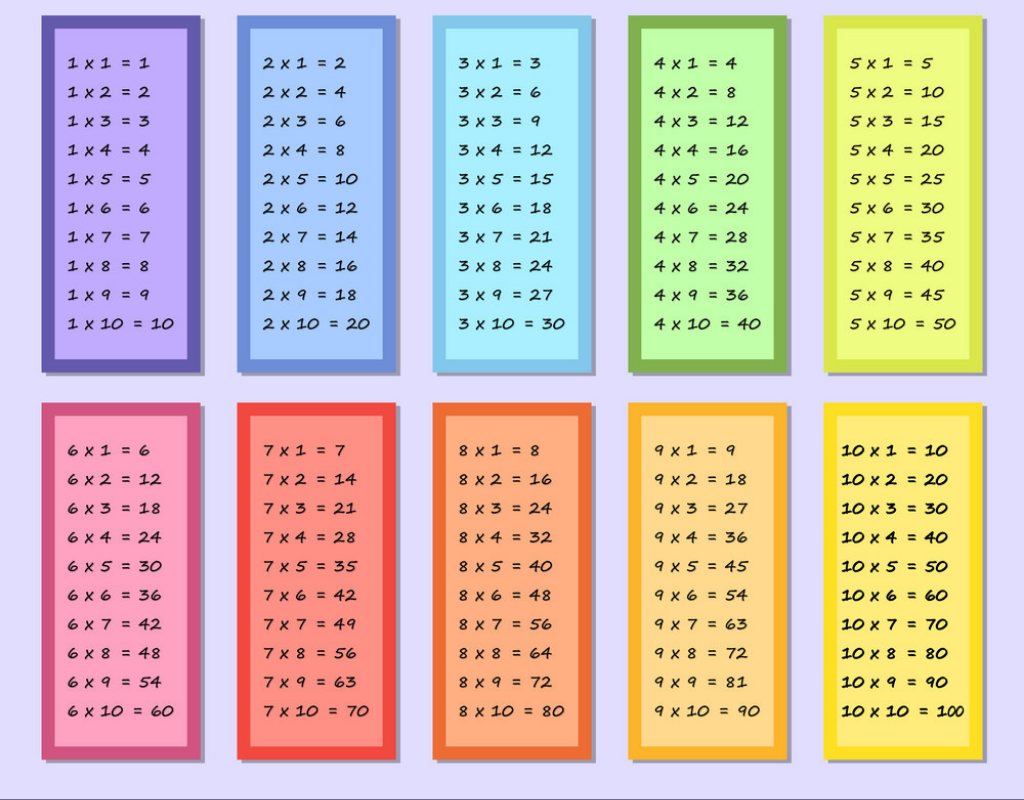 1 x 1 = 1
1 x 2 = 2
1 x 3 = 3
1 x 4 = 4
1 x 5 = 5
1 x 6 = 6
1 x 7 = 7
1 x 8 = 8
1 x 9 = 9
1 x 10 = 10
2 x 1 = 2
2 x 2 = 4
2 x 3 = 6
2 x 4 = 8
2 x 5 = 10
2 x 6 = 12
2 x 7 = 14
2 x 8 = 16
2 x 9 = 18
2 x 10 = 20
3 x 1 = 3
3 x 2 = 6
3 x 3 = 9
3 x 4 = 12
3 x 5 = 15
3 x 6 = 18
3 x 7 = 21
3 x 8 = 24
3 x 9 = 27
3 x 10 = 30
4 x 1 = 4
4 x 2 = 8
4 x 3 = 12
4 x 4 = 16
4 x 5 = 20
4 x 6 = 24
4 x 7 = 28
4 x 8 = 32
4 x 9 = 36
4 x 10 = 40
5 x 1 = 5
5 x 2 = 10
5 x 3 = 15
5 x 4 = 20
5 x 5 = 25
5 x 6 = 30
5 x 7 = 35
5 x 8 = 40
5 x 9 = 45
5 x 10 = 50
6 x 1 = 6
6 x 2 = 12
6 x 3 = 18
6 x 4 = 24
6 x 5 = 30
6 x 6 = 36
6 x 7 = 42
6 x 8 = 48
6 x 9 = 54
6 x 10 = 60
7 x 1 = 7
7 x 2 = 14
7 x 3 = 21
7 x 4 = 28
7 x 5 = 35
7 x 6 = 42
7 x 7 = 49
7 x 8 = 56
7 x 9 = 63
7 x 10 = 70
8 x 1 = 8
8 x 2 = 16
8 x 3 = 24
8 x 4 = 32
8 x 5 = 40
8 x 6 = 48
8 x 7 = 56
8 x 8 = 64
8 x 9 = 72
8 x 10 = 80
9 x 1 = 9
9 x 2 = 18
9 x 3 = 27
9 x 4 = 36
9 x 5 = 45
9 x 6 = 54
9 x 7 = 63
9 x 8 = 72
9 x 9 = 81
9 x 10 = 90
10 x 1 = 10
10 x 2 = 20
10 x 3 = 30
10 x 4 = 40
10 x 5 = 50
10 x 6 = 60
10 x 7 = 70
10 x 8 = 80
10 x 9 = 90
10 x 10 = 100